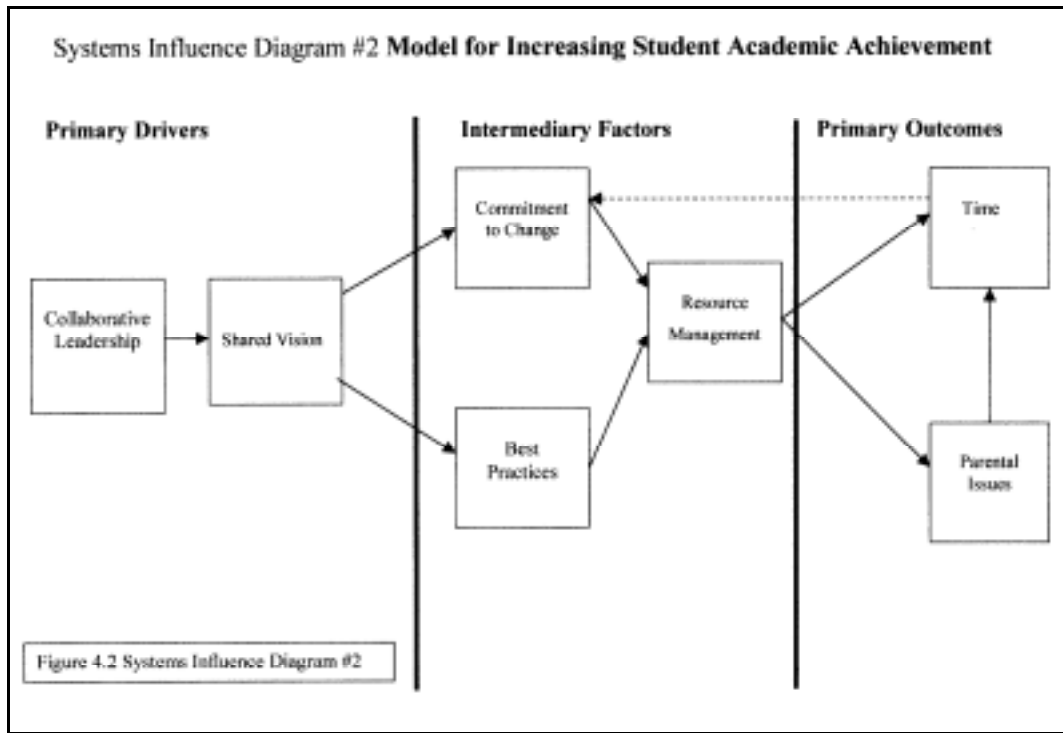 Systems Influence Diagram #2 Model for Increasing Student Academic Achievement
Primary Drivers
Intermediary Factors
Primary Outcomes
Collaborative
Leadership
Shared Vision
Commitment
to Change
Best
Practices
Resource
Management
Time
Parental
Issues
Figure 4.2 Systems Influence Diagram #2